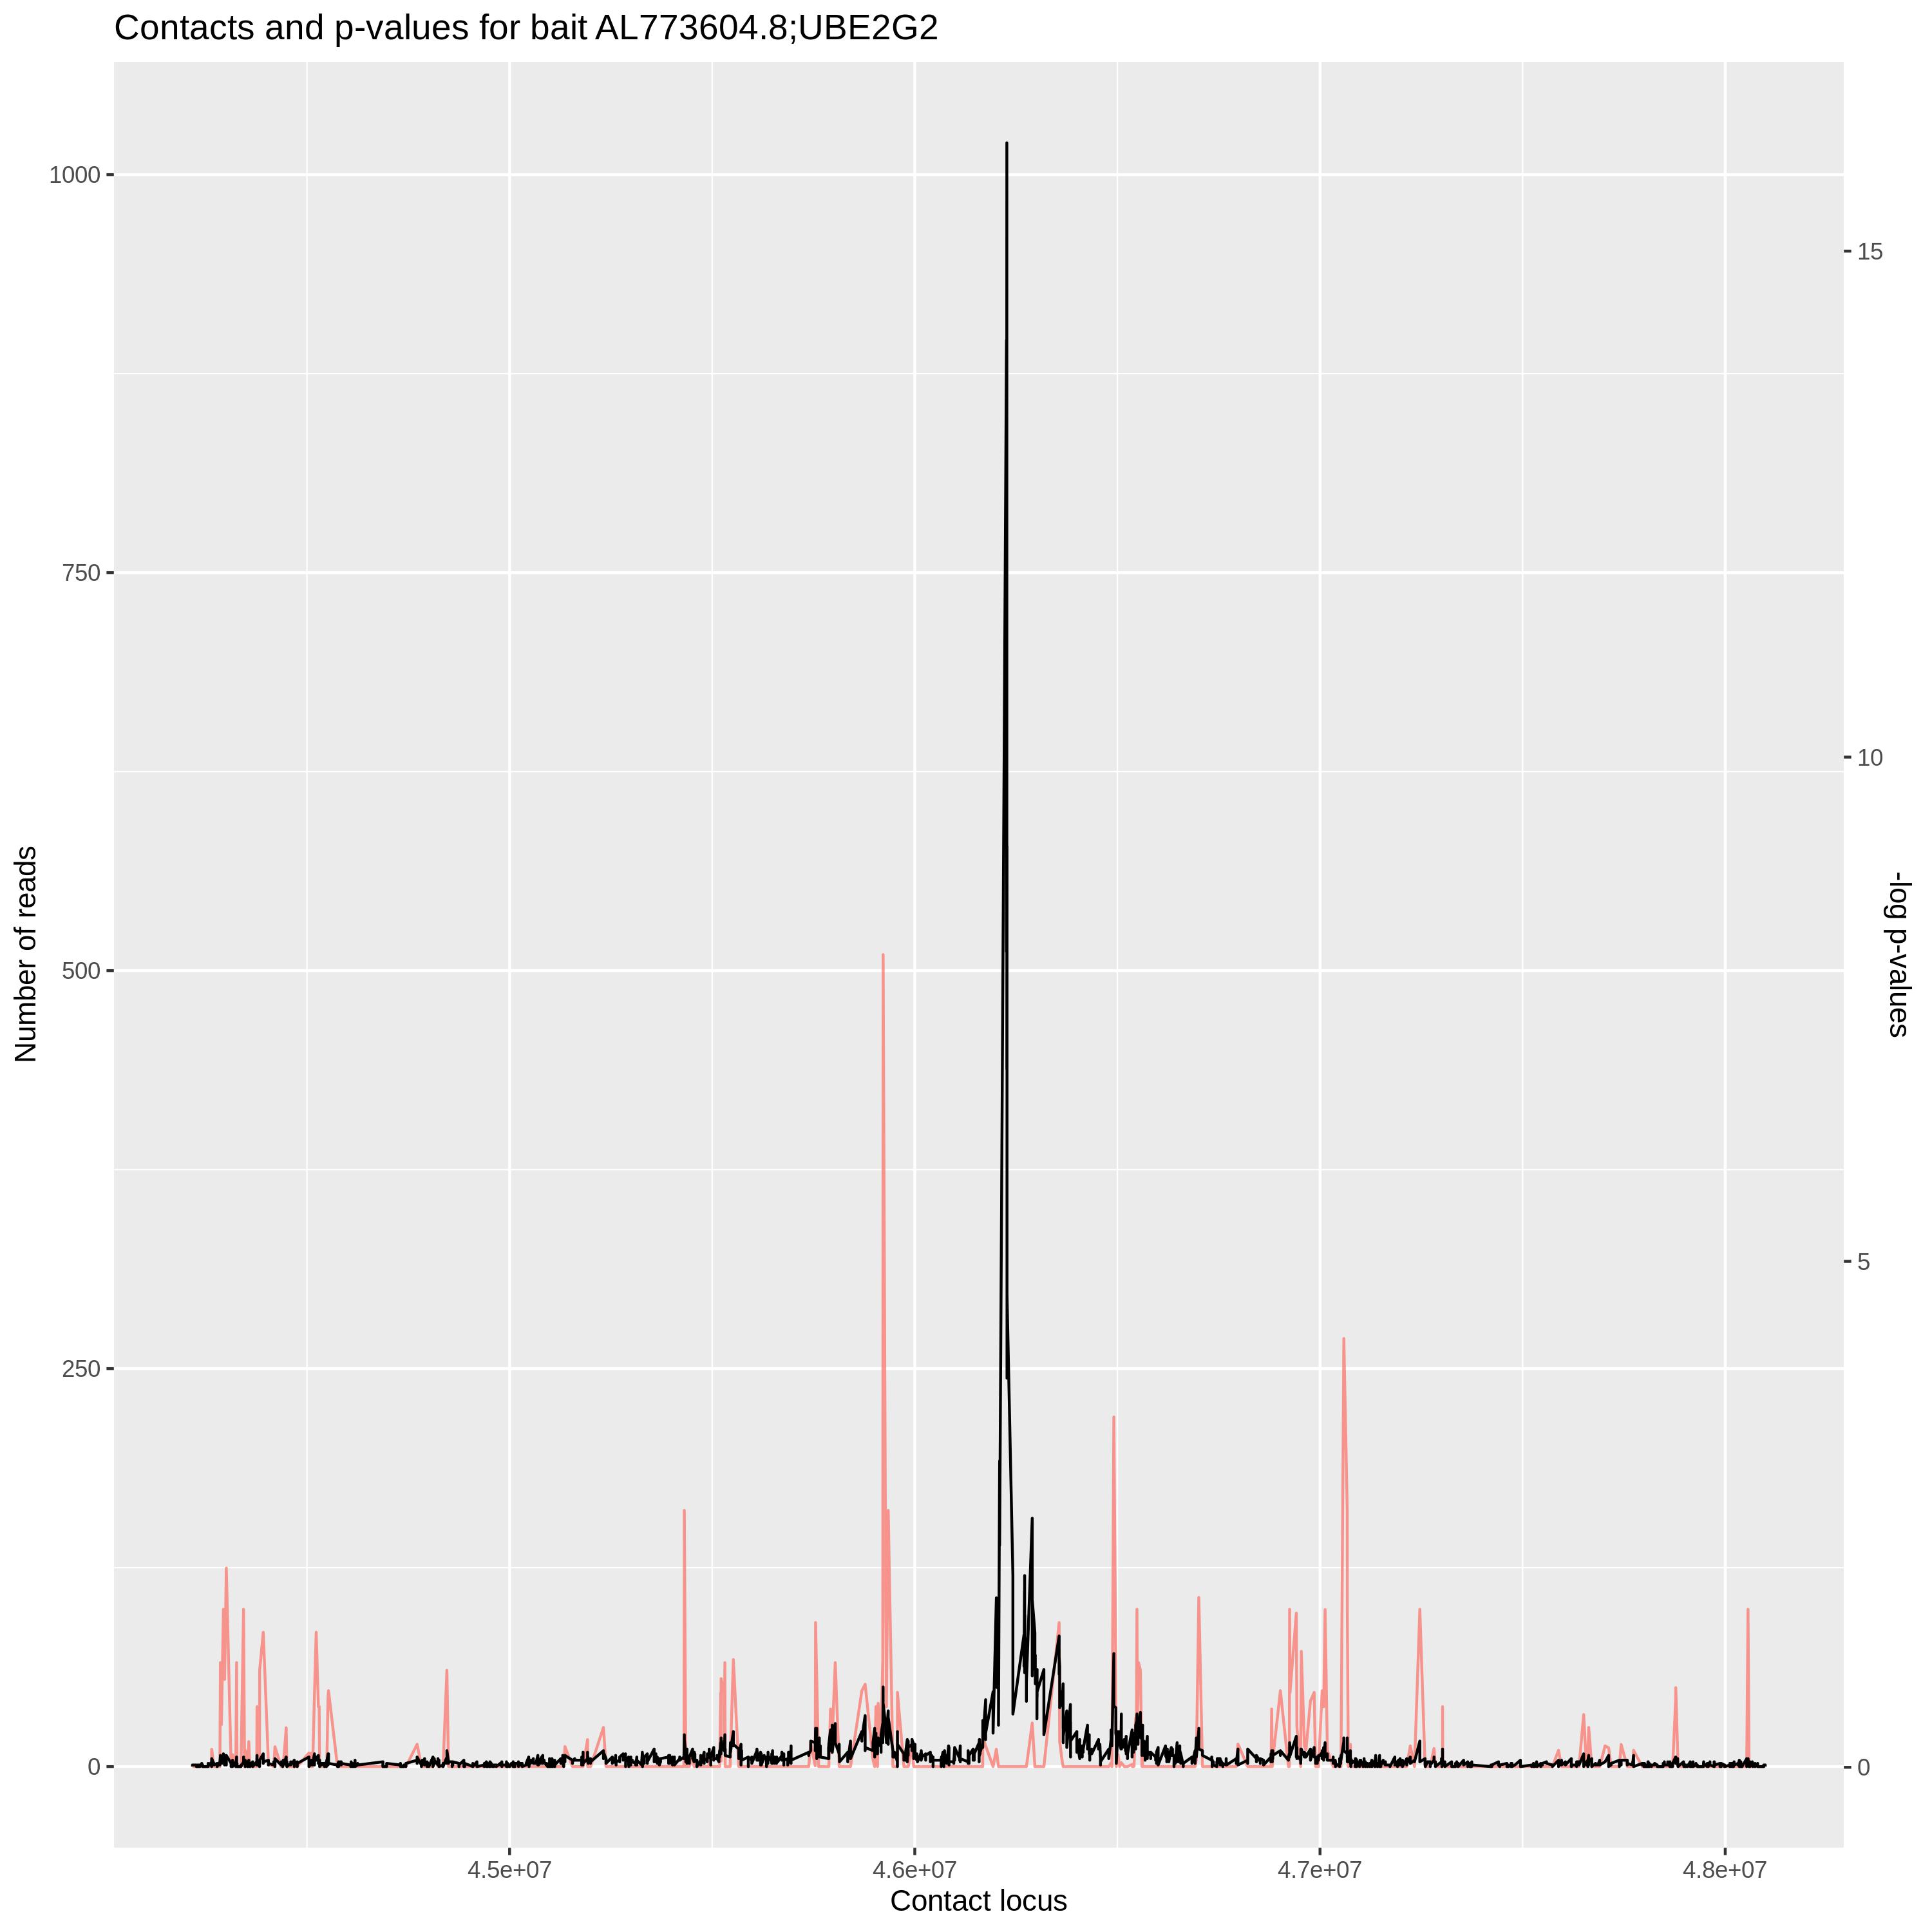 Contacts and p-values for bait AL773604.8;UBE2G2
1000
750
500
250
0
Number of reads
15
10
5
0
-log p-values
4.5e+07
4.6e+07
4.7e+07
4.8e+07
Contact locus